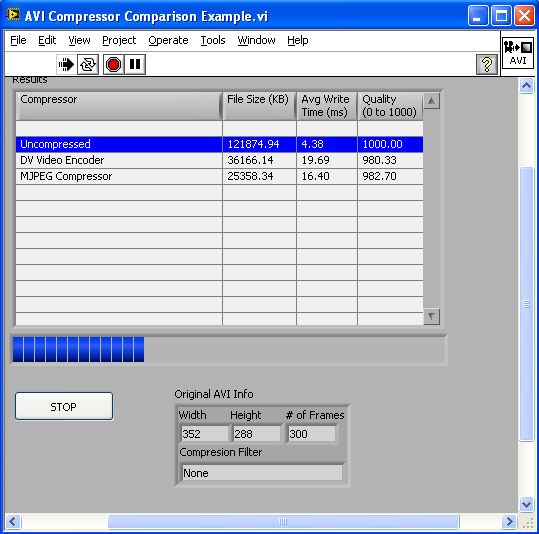 AVI Compressor Comparison Example.vi
File Edit View Project Operate Tools Window Help
AVI
Results
Compressor File Size (KB) Avg Write Time (ms) Quality (0 to 1000)
Uncompressed 121874.94 4.38 1000.00
DV Video Encoder 36166.14 19.69 980.33
MJPEG Compressor 25358.34 16.40 982.70
STOP
Original AVI Info
Width Height # of Frames
352 288 300
Compresion Filter
None